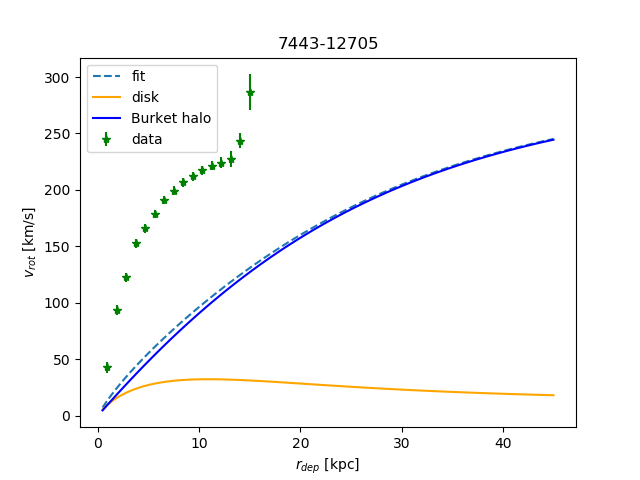 7443-12705
fit
disk
Burket halo
data
300
250
200
150
100
50
0
v_rot [km/s]
0 10 20 30 40
r_dep [kpc]